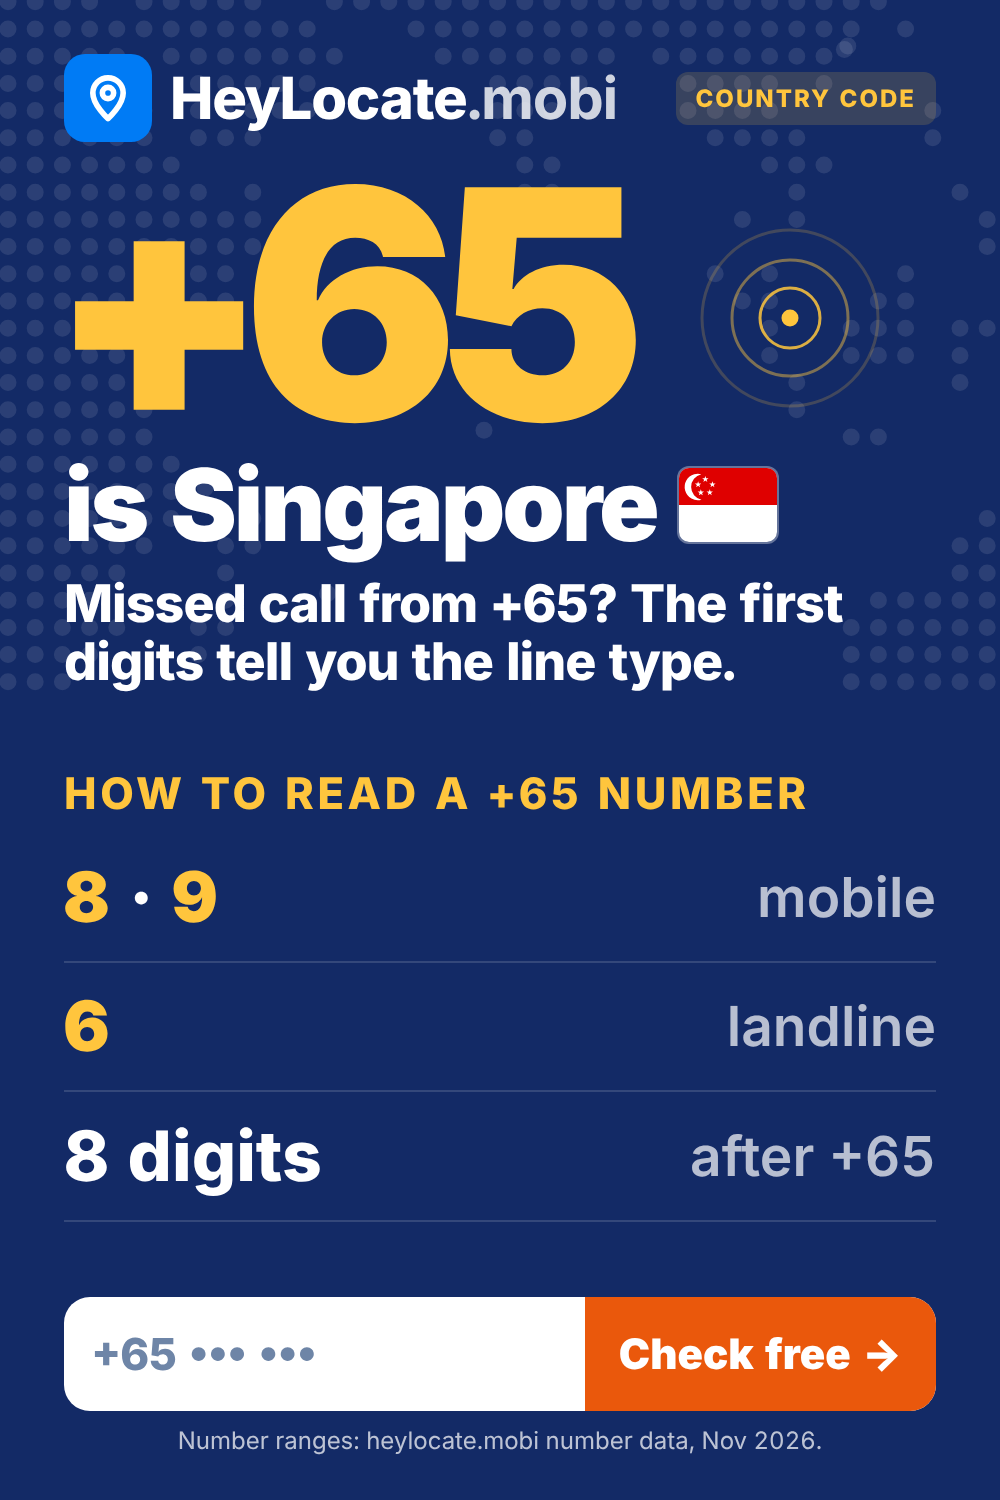 HeyLocate.mobi
COUNTRY CODE
+65
is Singapore
Missed call from +65? The first
digits tell you the line type.
HOW TO READ A +65 NUMBER
8 · 9 mobile
6 landline
8 digits after +65
+65 ••• •••
Check free →
Number ranges: heylocate.mobi number data, Nov 2026.